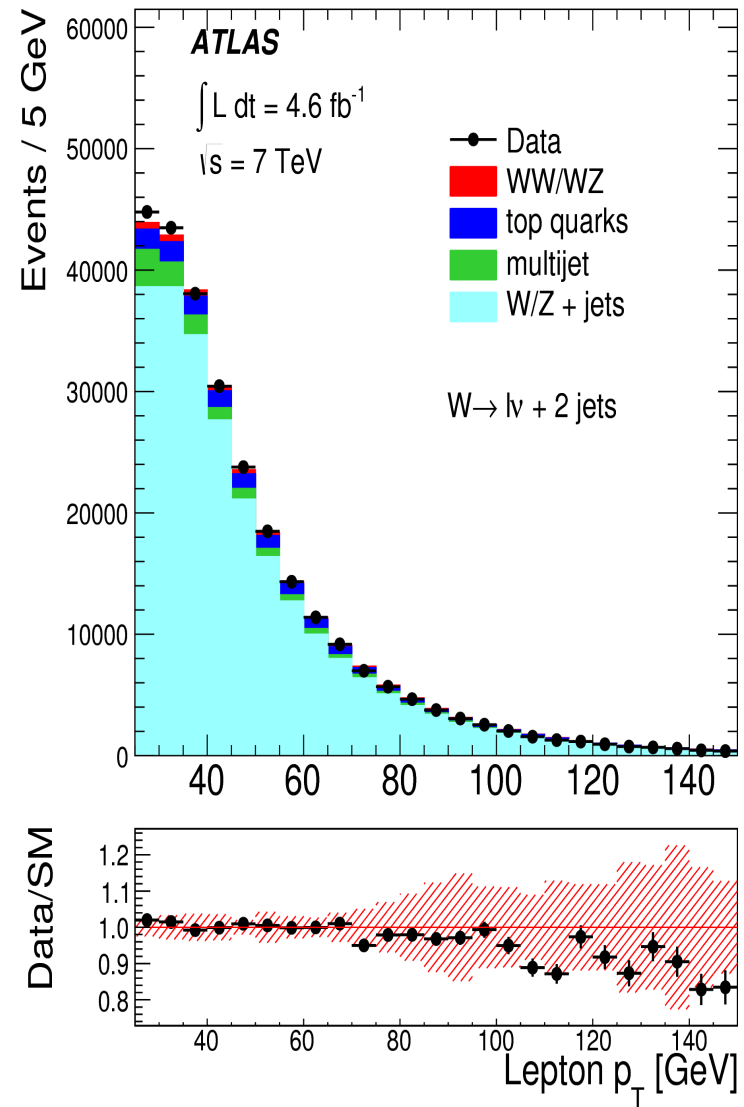 60000
50000
40000
30000
20000
10000
0
Events / 5 GeV
ATLAS
∫ L dt = 4.6 fb⁻¹
√s = 7 TeV
Data
WW/WZ
top quarks
multijet
W/Z + jets
W→ lν + 2 jets
40 60 80 100 120 140
Data/SM
1.2
1.1
1.0
0.9
0.8
40 60 80 100 120 140
Lepton p_T [GeV]